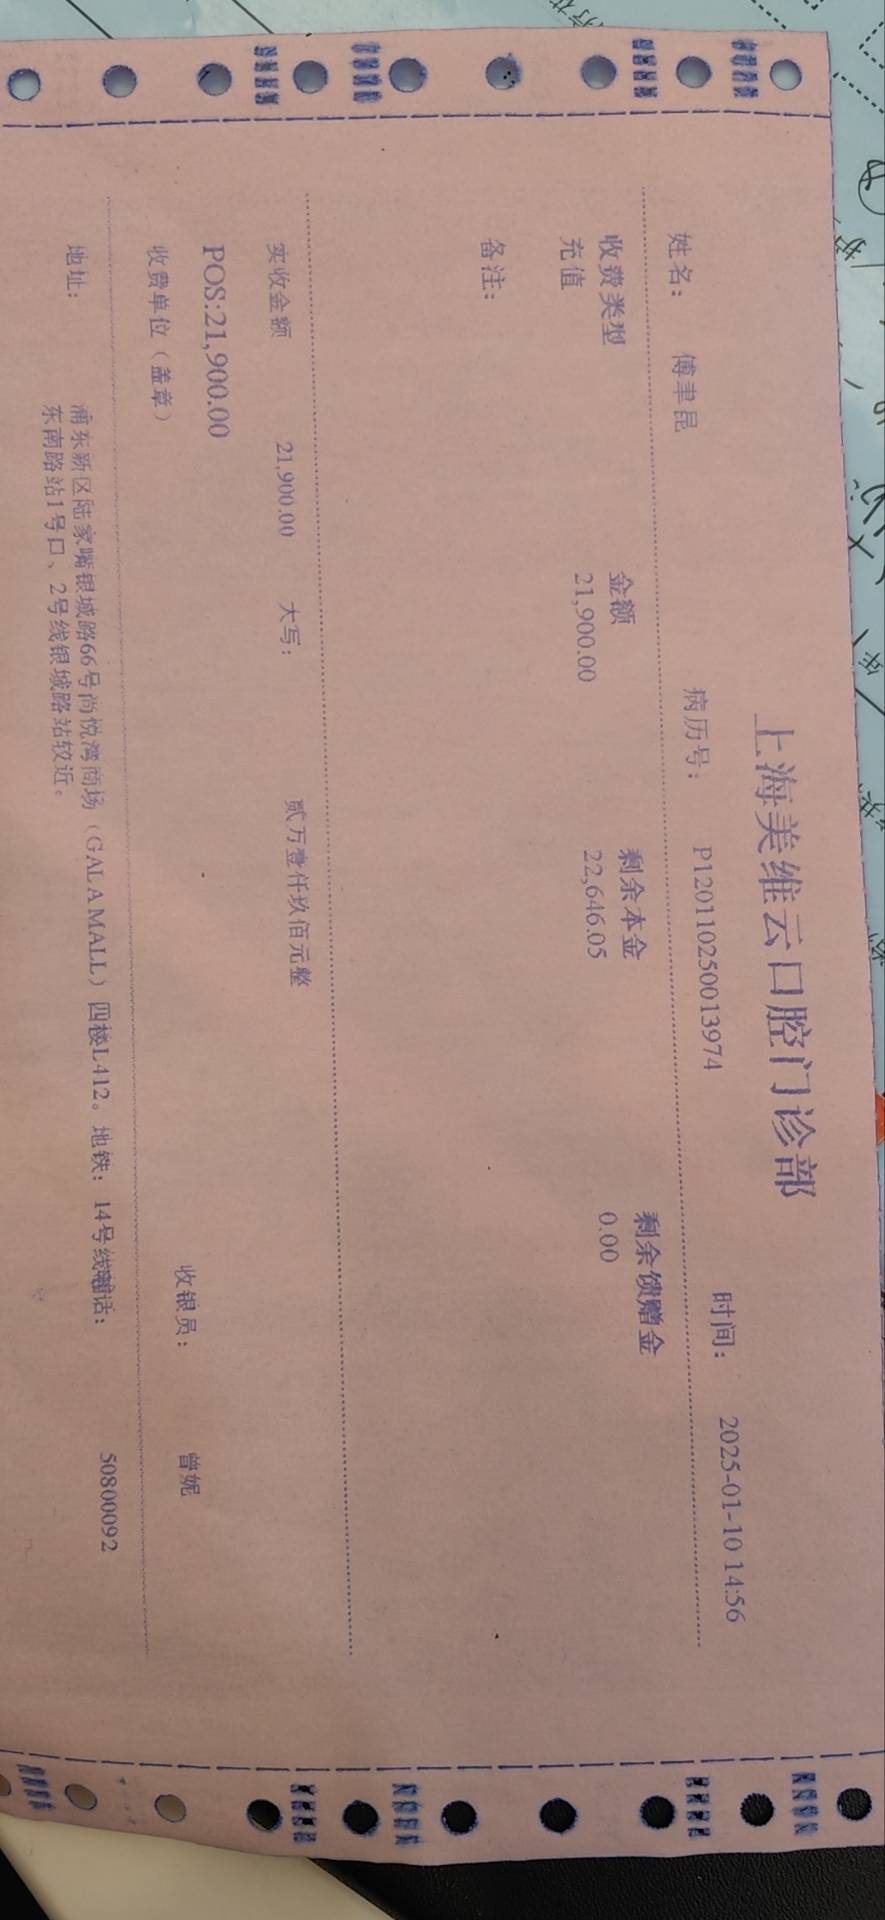 上海美维云口腔门诊部
姓名： 傅聿昆 病历号： P120110250013974 时间： 2025-01-10 14:56
收费类型 金额 剩余本金 剩余馈赠金
充值 21,900.00 22,646.05 0.00
备注：
实收金额 21,900.00 大写： 贰万壹仟玖佰元整
POS:21,900.00
收费单位（盖章） 收银员： 曾妮
地址： 浦东新区陆家嘴银城路66号尚悦湾商场（GALAMALL）四楼L412。地铁：14号线 话： 50800092
东南路站1号口、2号线银城路站较近。